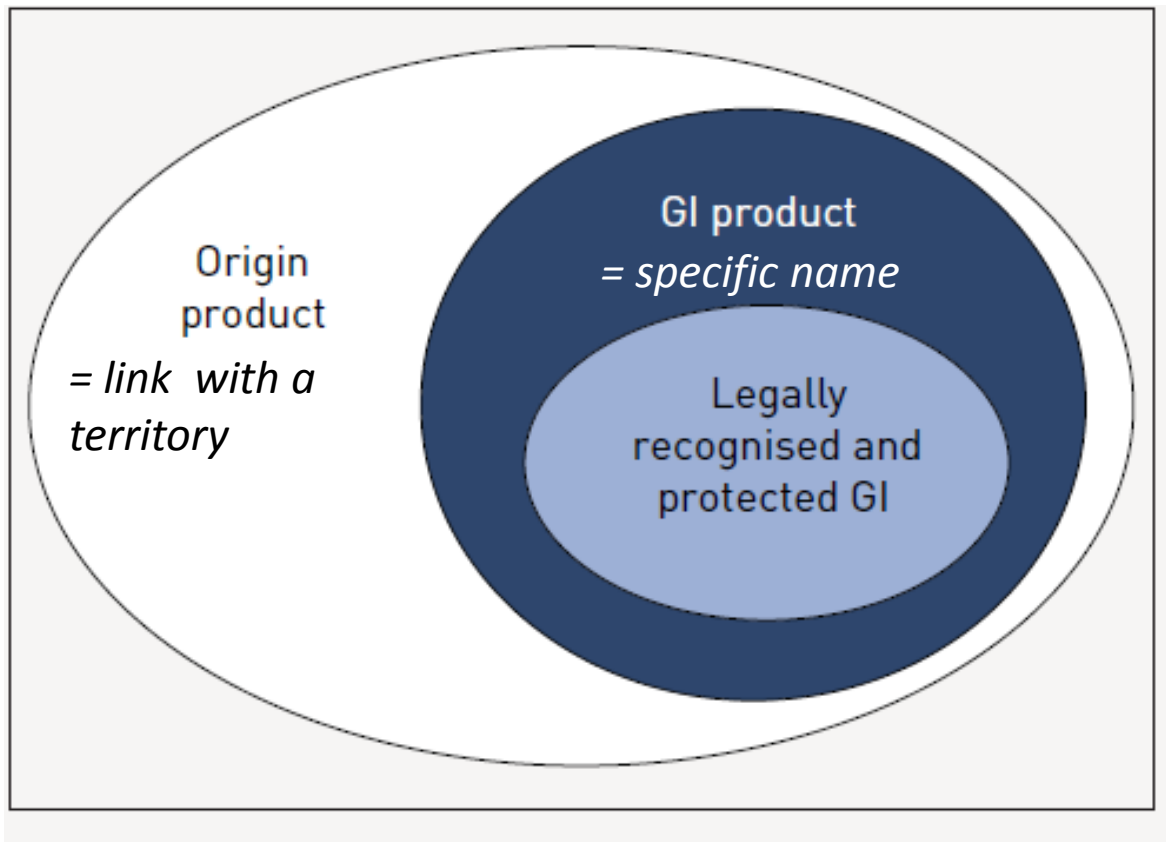 Origin
product
= link  with a
territory
GI product
= specific name
Legally
recognised and
protected GI